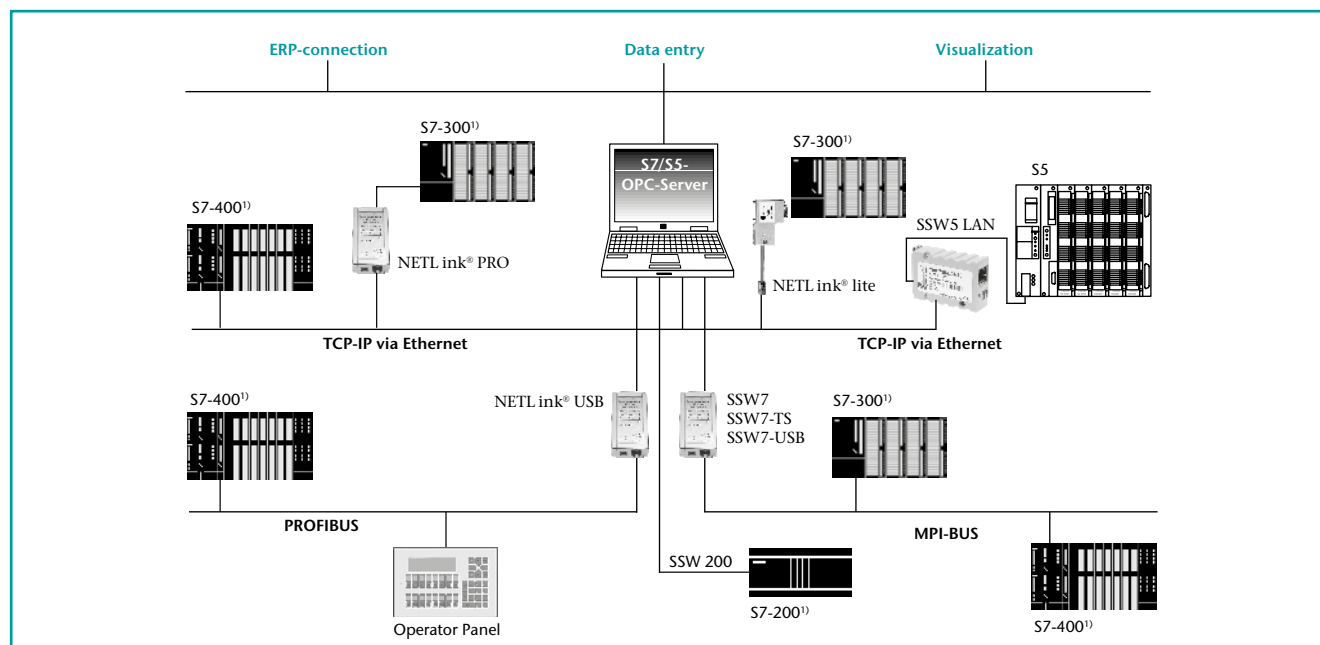 ERP-connection
Data entry
Visualization
S7-300¹⁾
S7/S5-
OPC-Server
S7-300¹⁾
S5
S7-400¹⁾
SSW5 LAN
NETL ink® PRO
NETL ink® lite
TCP-IP via Ethernet
TCP-IP via Ethernet
S7-400¹⁾
NETL ink® USB
SSW7
SSW7-TS
SSW7-USB
S7-300¹⁾
PROFIBUS
MPI-BUS
SSW 200
S7-200¹⁾
Operator Panel
S7-400¹⁾